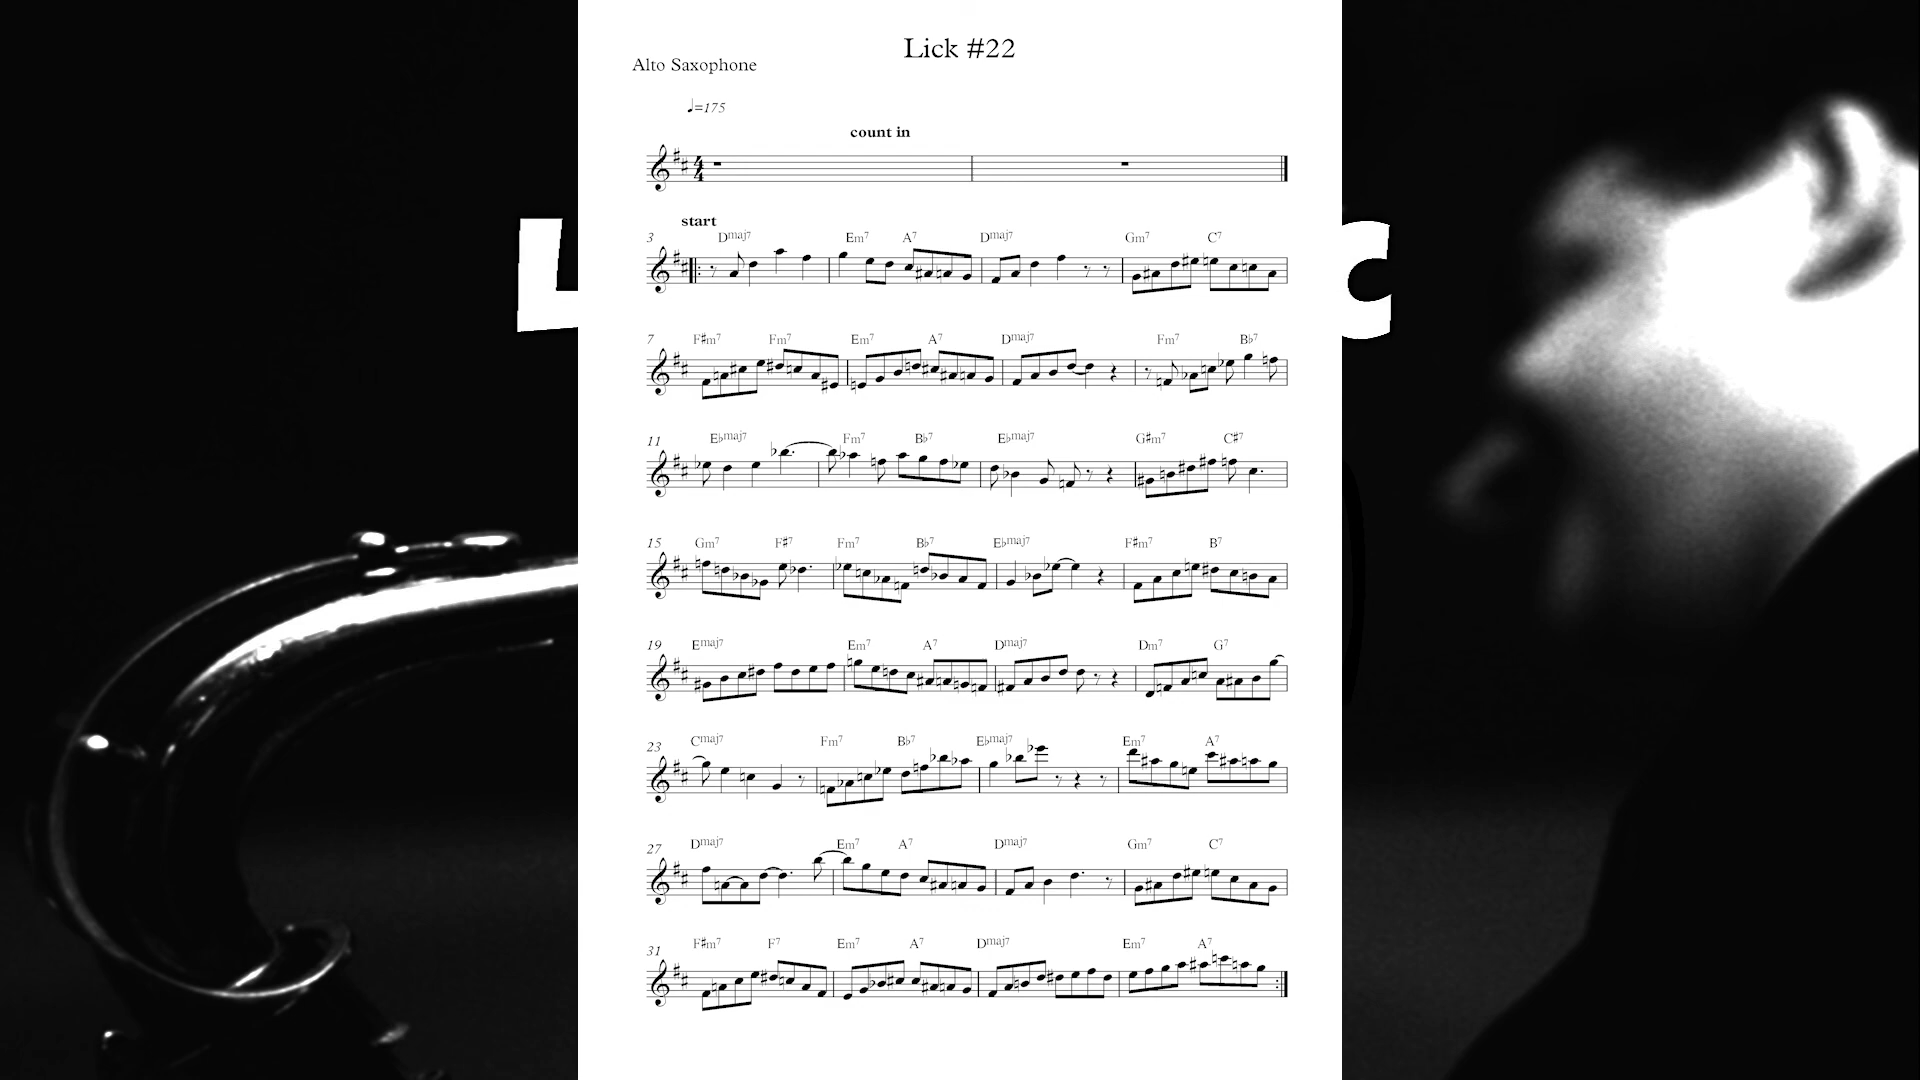 Lick #22
Alto Saxophone
♩=175
count in
start
3 Dmaj7 Em7 A7 Dmaj7 Gm7 C7
7 F♯m7 Fm7 Em7 A7 Dmaj7 Fm7 B♭7
11 E♭maj7 Fm7 B♭7 E♭maj7 G♯m7 C♯7
15 Gm7 F♯7 Fm7 B♭7 E♭maj7 F♯m7 B7
19 Emaj7 Em7 A7 Dmaj7 Dm7 G7
23 Cmaj7 Fm7 B♭7 E♭maj7 Em7 A7
27 Dmaj7 Em7 A7 Dmaj7 Gm7 C7
31 F♯m7 F7 Em7 A7 Dmaj7 Em7 A7